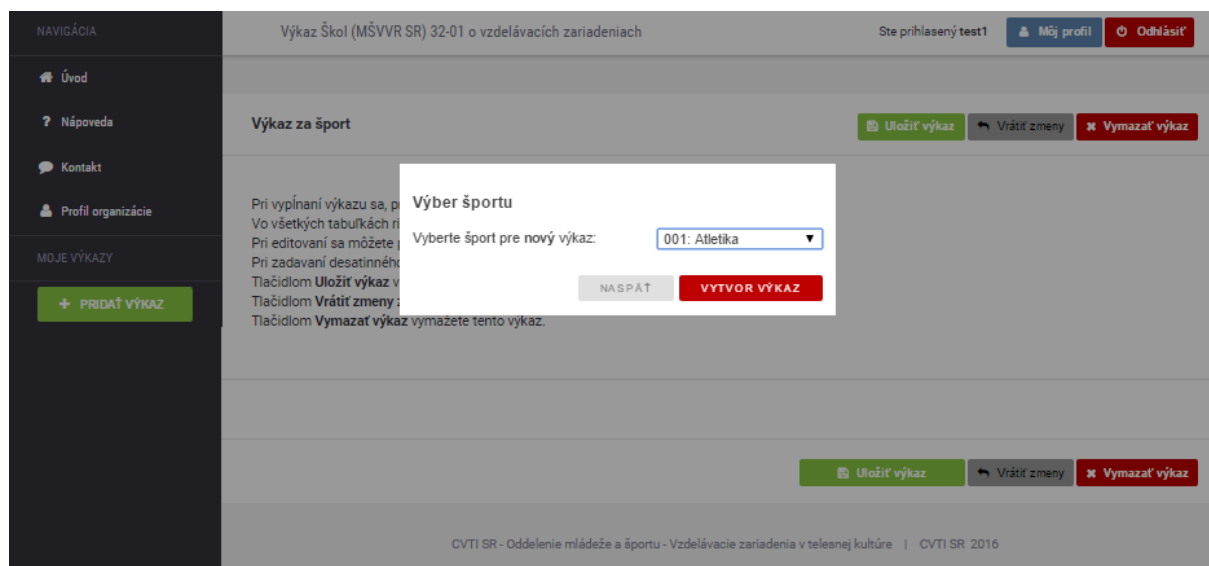 NAVIGÁCIA
Úvod
Nápoveda
Kontakt
Profil organizácie
MOJE VÝKAZY
+ PRIDAŤ VÝKAZ
Výkaz Škol (MŠVVR SR) 32-01 o vzdelávacích zariadeniach
Ste prihlasený test1
Môj profil
Odhlásiť
Výkaz za šport
Uložiť výkaz
Vrátiť zmeny
Vymazať výkaz
Pri vypĺnaní výkazu sa, p
Vo všetkých tabuľkách ri
Pri editovaní sa môžete
Pri zadavaní desatinného
Tlačidlom Uložiť výkaz v
Tlačidlom Vrátiť zmeny z
Tlačidlom Vymazať výkaz vymažete tento výkaz.
Výber športu
Vyberte šport pre nový výkaz:
001: Atletika
NASPÄŤ
VYTVOR VÝKAZ
Uložiť výkaz
Vrátiť zmeny
Vymazať výkaz
CVTI SR - Oddelenie mládeže a športu - Vzdelávacie zariadenia v telesnej kultúre | CVTI SR 2016